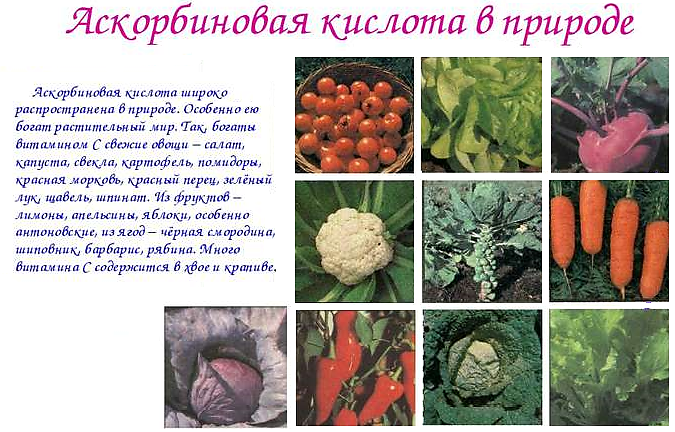 Аскорбиновая кислота в природе
Аскорбиновая кислота широко
распространена в природе. Особенно ею
богат растительный мир. Так, богаты
витамином С свежие овощи – салат,
капуста, свекла, картофель, помидоры,
красная морковь, красный перец, зелёный
лук, щавель, шпинат. Из фруктов –
лимоны, апельсины, яблоки, особенно
антоновские, из ягод – чёрная смородина,
шиповник, барбарис, рябина. Много
витамина С содержится в хвое и крапиве.